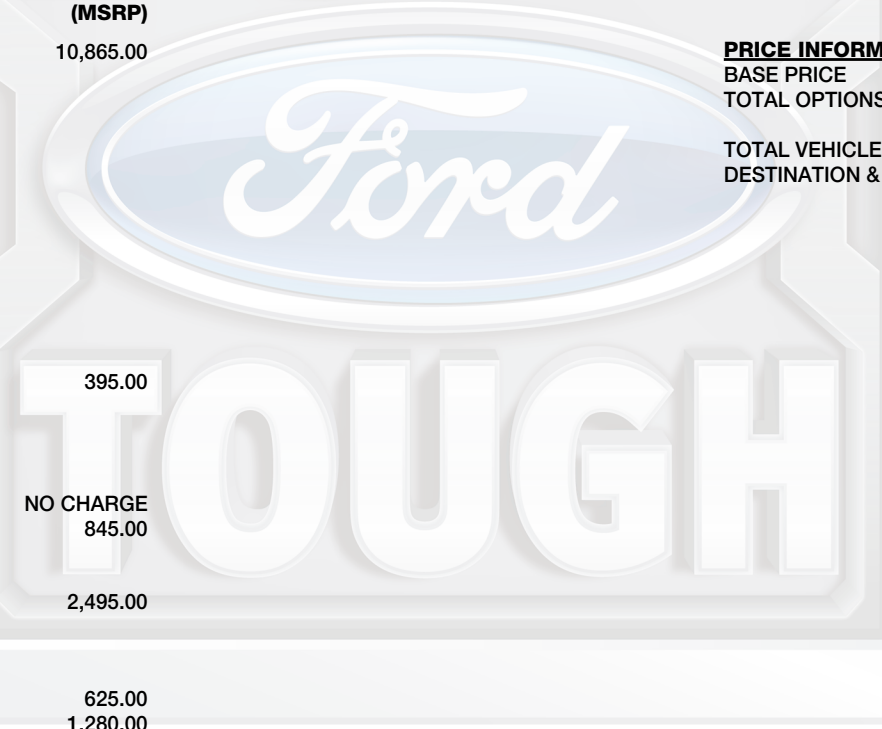 (MSRP)
10,865.00
PRICE INFORM
BASE PRICE
TOTAL OPTIONS
TOTAL VEHICLE
DESTINATION &
Ford
TOUGH
395.00
NO CHARGE
845.00
2,495.00
625.00
1,280.00